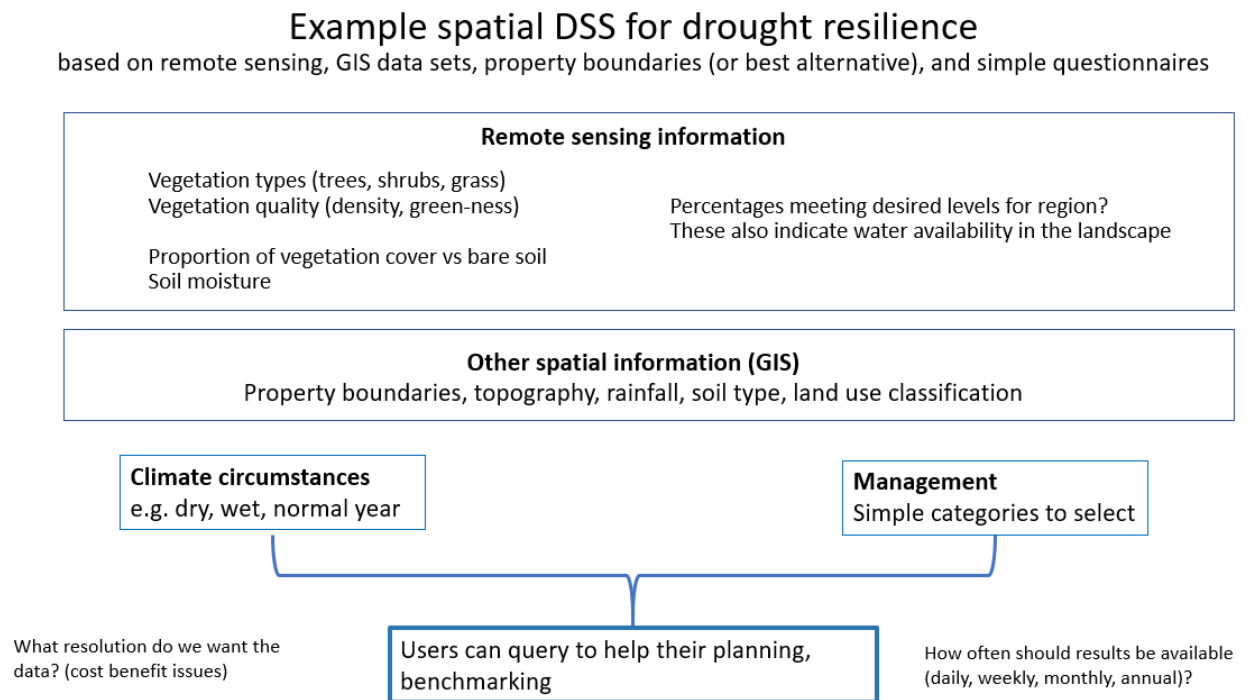 Example spatial DSS for drought resilience
based on remote sensing, GIS data sets, property boundaries (or best alternative), and simple questionnaires
Remote sensing information
Vegetation types (trees, shrubs, grass)
Vegetation quality (density, green-ness)
Proportion of vegetation cover vs bare soil
Soil moisture
Percentages meeting desired levels for region?
These also indicate water availability in the landscape
Other spatial information (GIS)
Property boundaries, topography, rainfall, soil type, land use classification
Climate circumstances
e.g. dry, wet, normal year
Management
Simple categories to select
What resolution do we want the
data? (cost benefit issues)
Users can query to help their planning,
benchmarking
How often should results be available
(daily, weekly, monthly, annual)?